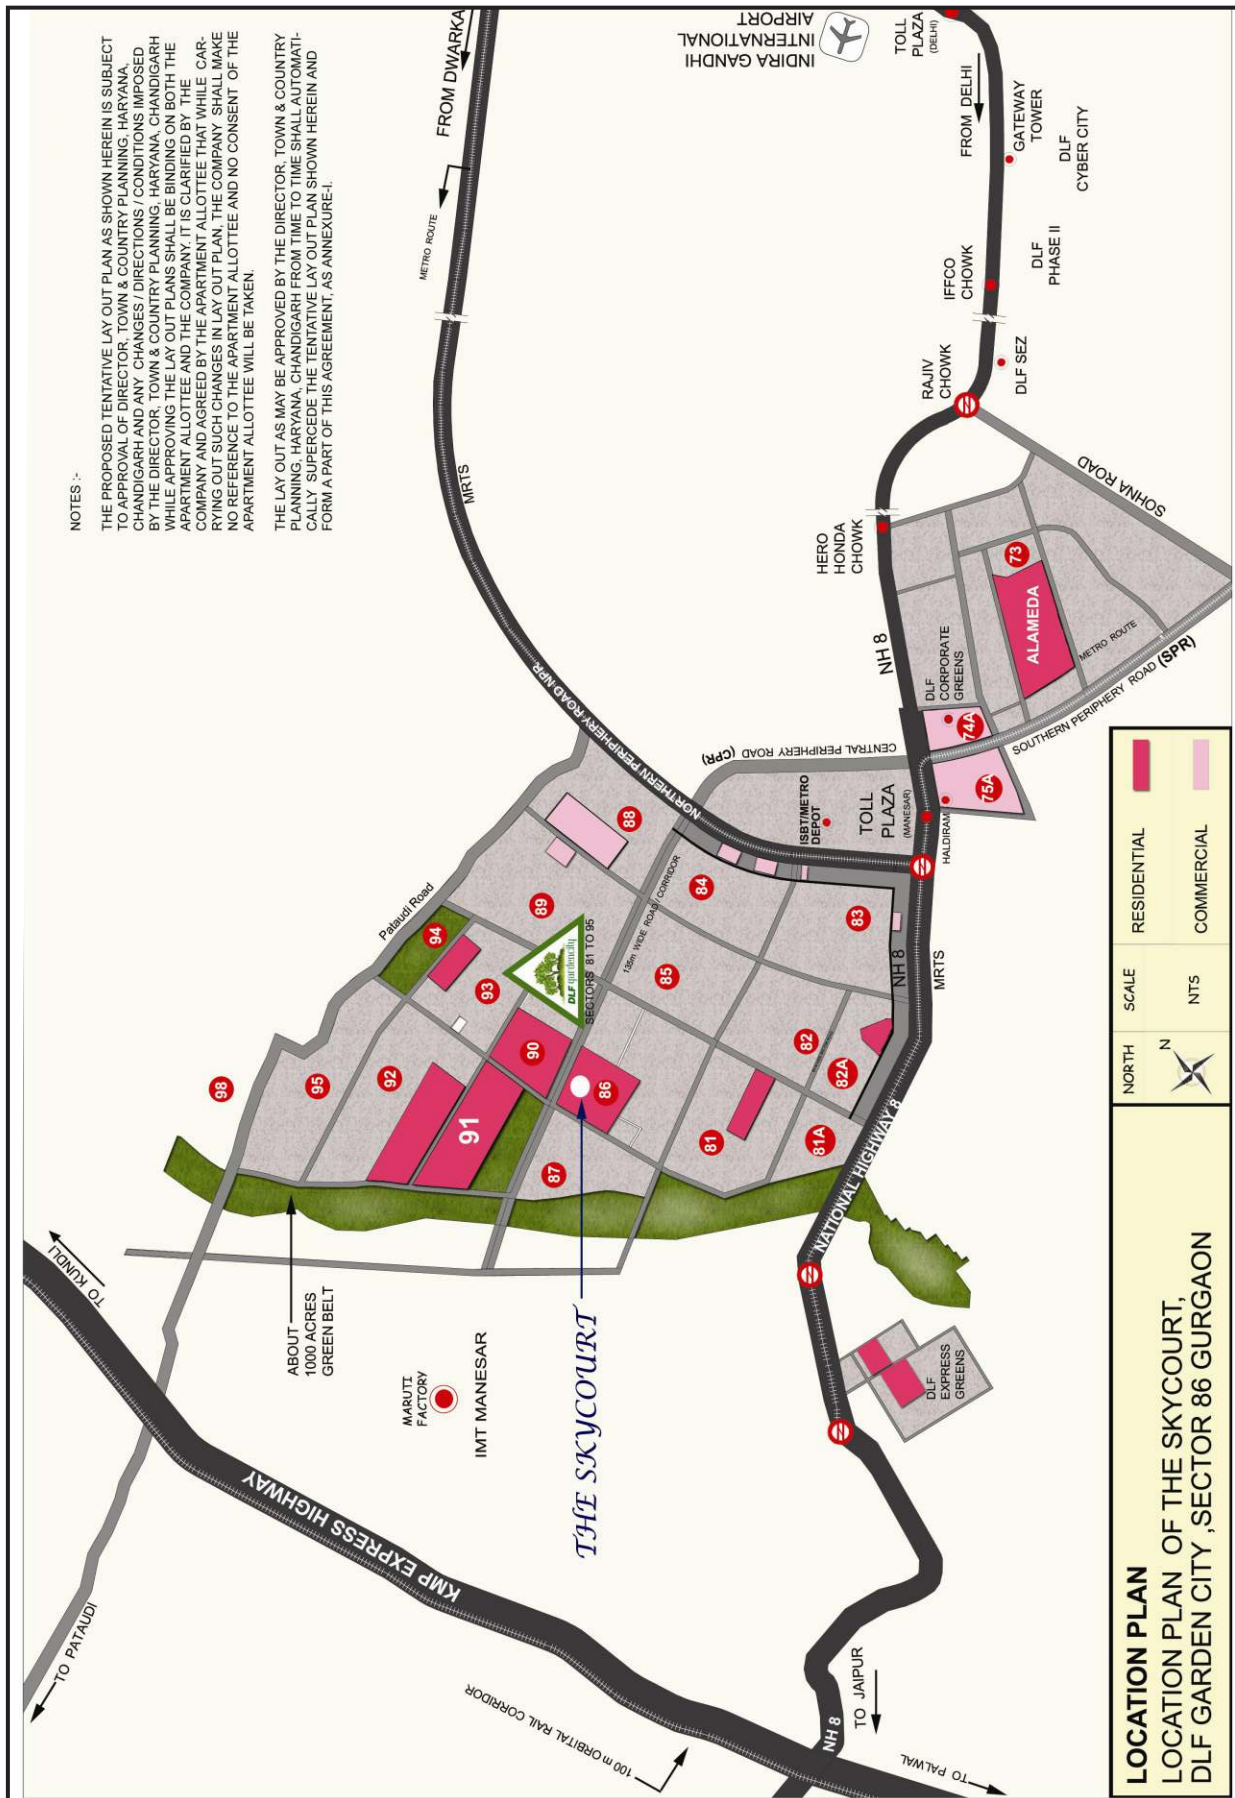 NOTES :-
THE PROPOSED TENTATIVE LAY OUT PLAN AS SHOWN HEREIN IS SUBJECT
TO APPROVAL OF DIRECTOR, TOWN & COUNTRY PLANNING, HARYANA,
CHANDIGARH AND ANY CHANGES / DIRECTIONS / CONDITIONS IMPOSED
BY THE DIRECTOR, TOWN & COUNTRY PLANNING, HARYANA, CHANDIGARH
WHILE APPROVING THE LAY OUT PLANS SHALL BE BINDING ON BOTH THE
APARTMENT ALLOTTEE AND THE COMPANY. IT IS CLARIFIED BY THE
COMPANY AND AGREED BY THE APARTMENT ALLOTTEE THAT WHILE CAR-
RYING OUT SUCH CHANGES IN LAY OUT PLAN, THE COMPANY SHALL MAKE
NO REFERENCE TO THE APARTMENT ALLOTTEE AND NO CONSENT OF THE
APARTMENT ALLOTTEE WILL BE TAKEN.
THE LAY OUT AS MAY BE APPROVED BY THE DIRECTOR, TOWN & COUNTRY
PLANNING, HARYANA, CHANDIGARH FROM TIME TO TIME SHALL AUTOMATI-
CALLY SUPERCEDE THE TENTATIVE LAY OUT PLAN SHOWN HEREIN AND
FORM A PART OF THIS AGREEMENT, AS ANNEXURE-I.
TO PATAUDI
TO KUNDLI
98
95
ABOUT
1000 ACRES
GREEN BELT
92
Pataudi Road
94
93
FROM DWARKA
METRO ROUTE
MRTS
MARUTI
FACTORY
IMT MANESAR
91
90
89
88
DLF gardencity
SECTORS 81 TO 95
NORTHERN PERIPHERY ROAD NPR
KMP EXPRESS HIGHWAY
THE SKYCOURT
87
86
85
84
135m WIDE ROAD / CORRIDOR
100 m ORBITAL RAIL CORRIDOR
81
81A
82
82A
83
NH 8
MRTS
CENTRAL PERIPHERY ROAD (CPR)
ISBT/METRO
DEPOT
TOLL
PLAZA
(MANESAR)
HALDIRAM
INDIRA GANDHI
INTERNATIONAL
AIRPORT
TOLL
PLAZA
(DELHI)
FROM DELHI
GATEWAY
TOWER
DLF
CYBER CITY
IFFCO
CHOWK
DLF
PHASE II
RAJIV
CHOWK
DLF SEZ
HERO
HONDA
CHOWK
NH 8
SOHNA ROAD
73
ALAMEDA
METRO ROUTE
DLF
CORPORATE
GREENS
74A
75A
SOUTHERN PERIPHERY ROAD (SPR)
NATIONAL HIGHWAY 8
DLF
EXPRESS
GREENS
NH 8
TO JAIPUR
TO PALWAL
LOCATION PLAN
LOCATION PLAN OF THE SKYCOURT,
DLF GARDEN CITY ,SECTOR 86 GURGAON
NORTH
N
SCALE
NTS
RESIDENTIAL
COMMERCIAL